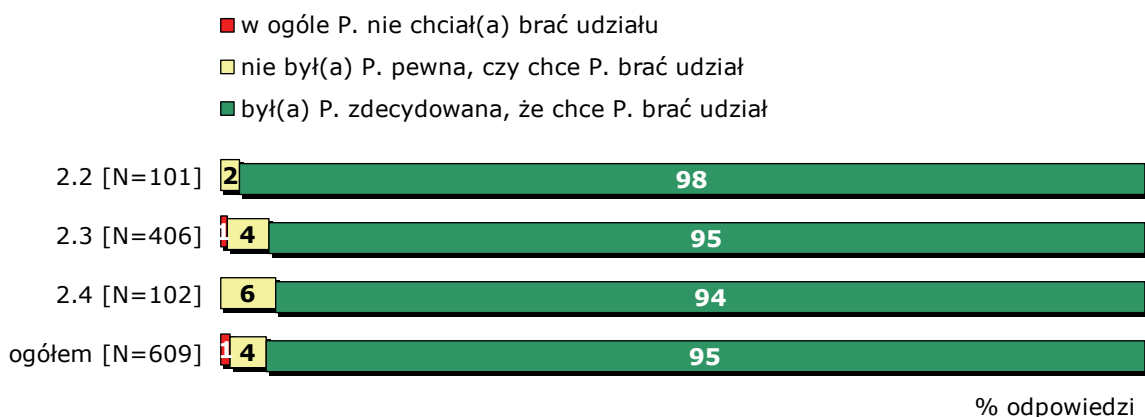 w ogóle P. nie chciał(a) brać udziału
nie był(a) P. pewna, czy chce P. brać udział
był(a) P. zdecydowana, że chce P. brać udział
2.2 [N=101] 2 98
2.3 [N=406] 1 4 95
2.4 [N=102] 6 94
ogółem [N=609] 1 4 95
% odpowiedzi